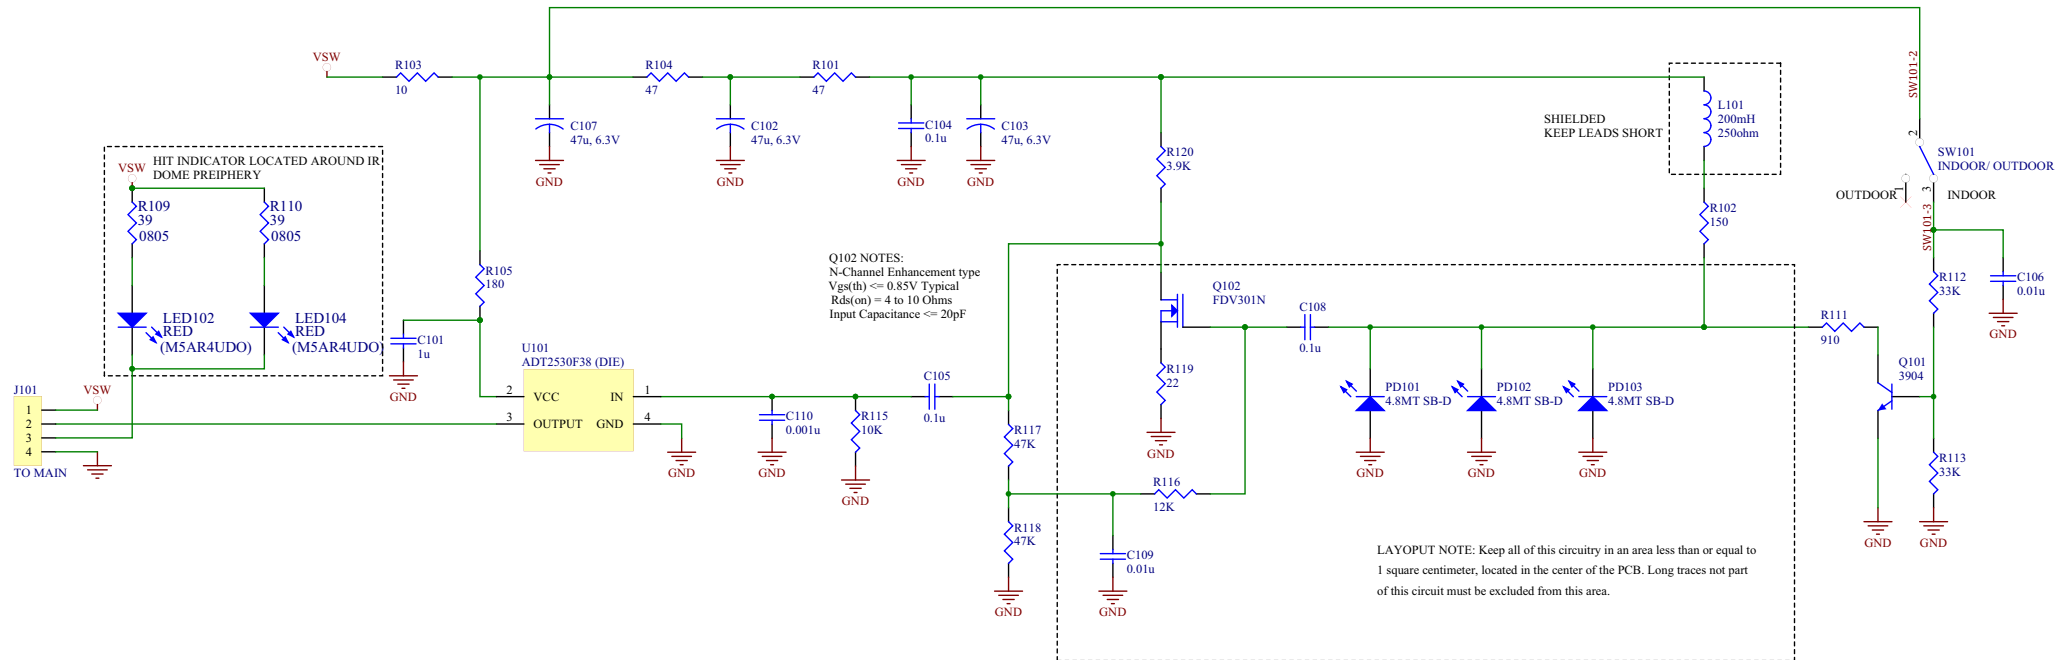 VSW
R103
10
R104
47
R101
47
C107
47u, 6.3V
GND
C102
47u, 6.3V
GND
C104
0.1u
GND
C103
47u, 6.3V
GND
R120
3.9K
SHIELDED
KEEP LEADS SHORT
L101
200mH
250ohm
SW101-2
2
SW101
INDOOR/ OUTDOOR
OUTDOOR
1
3
INDOOR
SW101-3
HIT INDICATOR LOCATED AROUND IR
DOME PREIPHERY
VSW
R109
39
0805
R110
39
0805
LED102
RED
(M5AR4UDO)
LED104
RED
(M5AR4UDO)
R105
180
C101
1u
GND
Q102 NOTES:
N-Channel Enhancement type
Vgs(th) <= 0.85V Typical
Rds(on) = 4 to 10 Ohms
Input Capacitance <= 20pF
Q102
FDV301N
R119
22
GND
C108
0.1u
R102
150
R112
33K
C106
0.01u
GND
R111
910
Q101
3904
PD101
4.8MT SB-D
GND
PD102
4.8MT SB-D
GND
PD103
4.8MT SB-D
GND
J101
VSW
1
2
3
4
TO MAIN
GND
U101
ADT2530F38 (DIE)
2
VCC
IN
1
3
OUTPUT
GND
4
GND
C110
0.001u
GND
R115
10K
GND
C105
0.1u
R117
47K
R118
47K
GND
R116
12K
C109
0.01u
GND
R113
33K
GND
GND
LAYOPUT NOTE: Keep all of this circuitry in an area less than or equal to
1 square centimeter, located in the center of the PCB. Long traces not part
of this circuit must be excluded from this area.